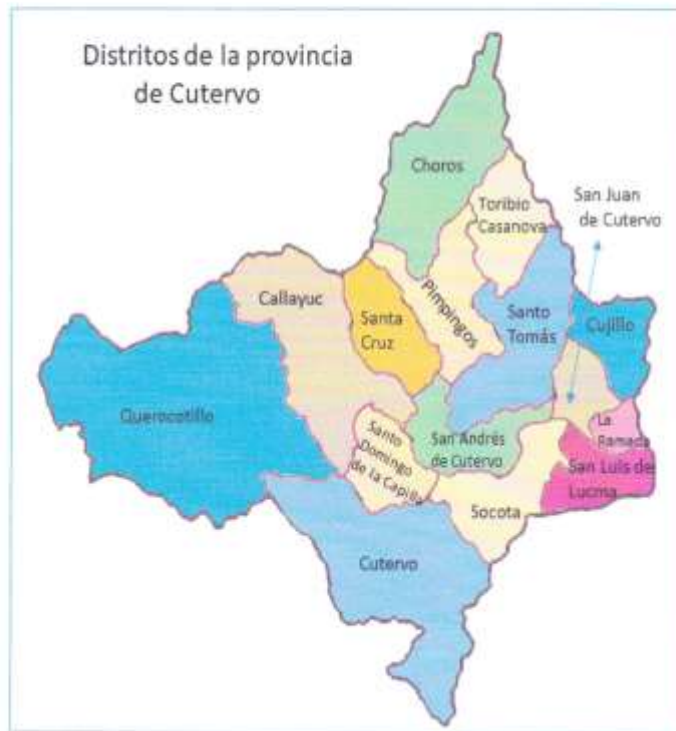 Distritos de la provincia
de Cutervo
Choros
Toribio
Casanova
San Juan
de Cutervo
Callayuc
Santa
Cruz
Pimpingos
Santo
Tomás
Cujillo
Querocotillo
Santo
Domingo
de la Capilla
San Andrés
de Cutervo
La
Ramada
San Luis de
Lucma
Socota
Cutervo